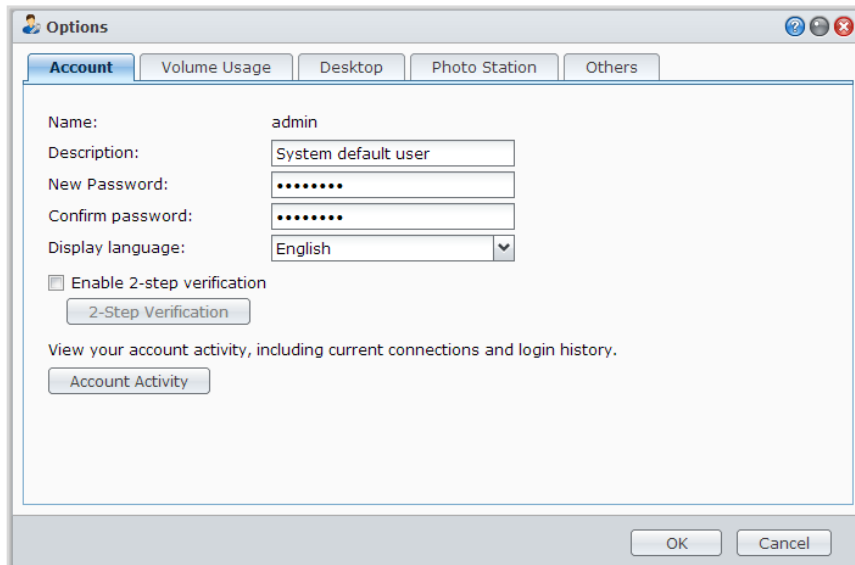 Options
Account Volume Usage Desktop Photo Station Others
Name: admin
Description: System default user
New Password: ••••••••
Confirm password: ••••••••
Display language: English
Enable 2-step verification
2-Step Verification
View your account activity, including current connections and login history.
Account Activity
OK Cancel